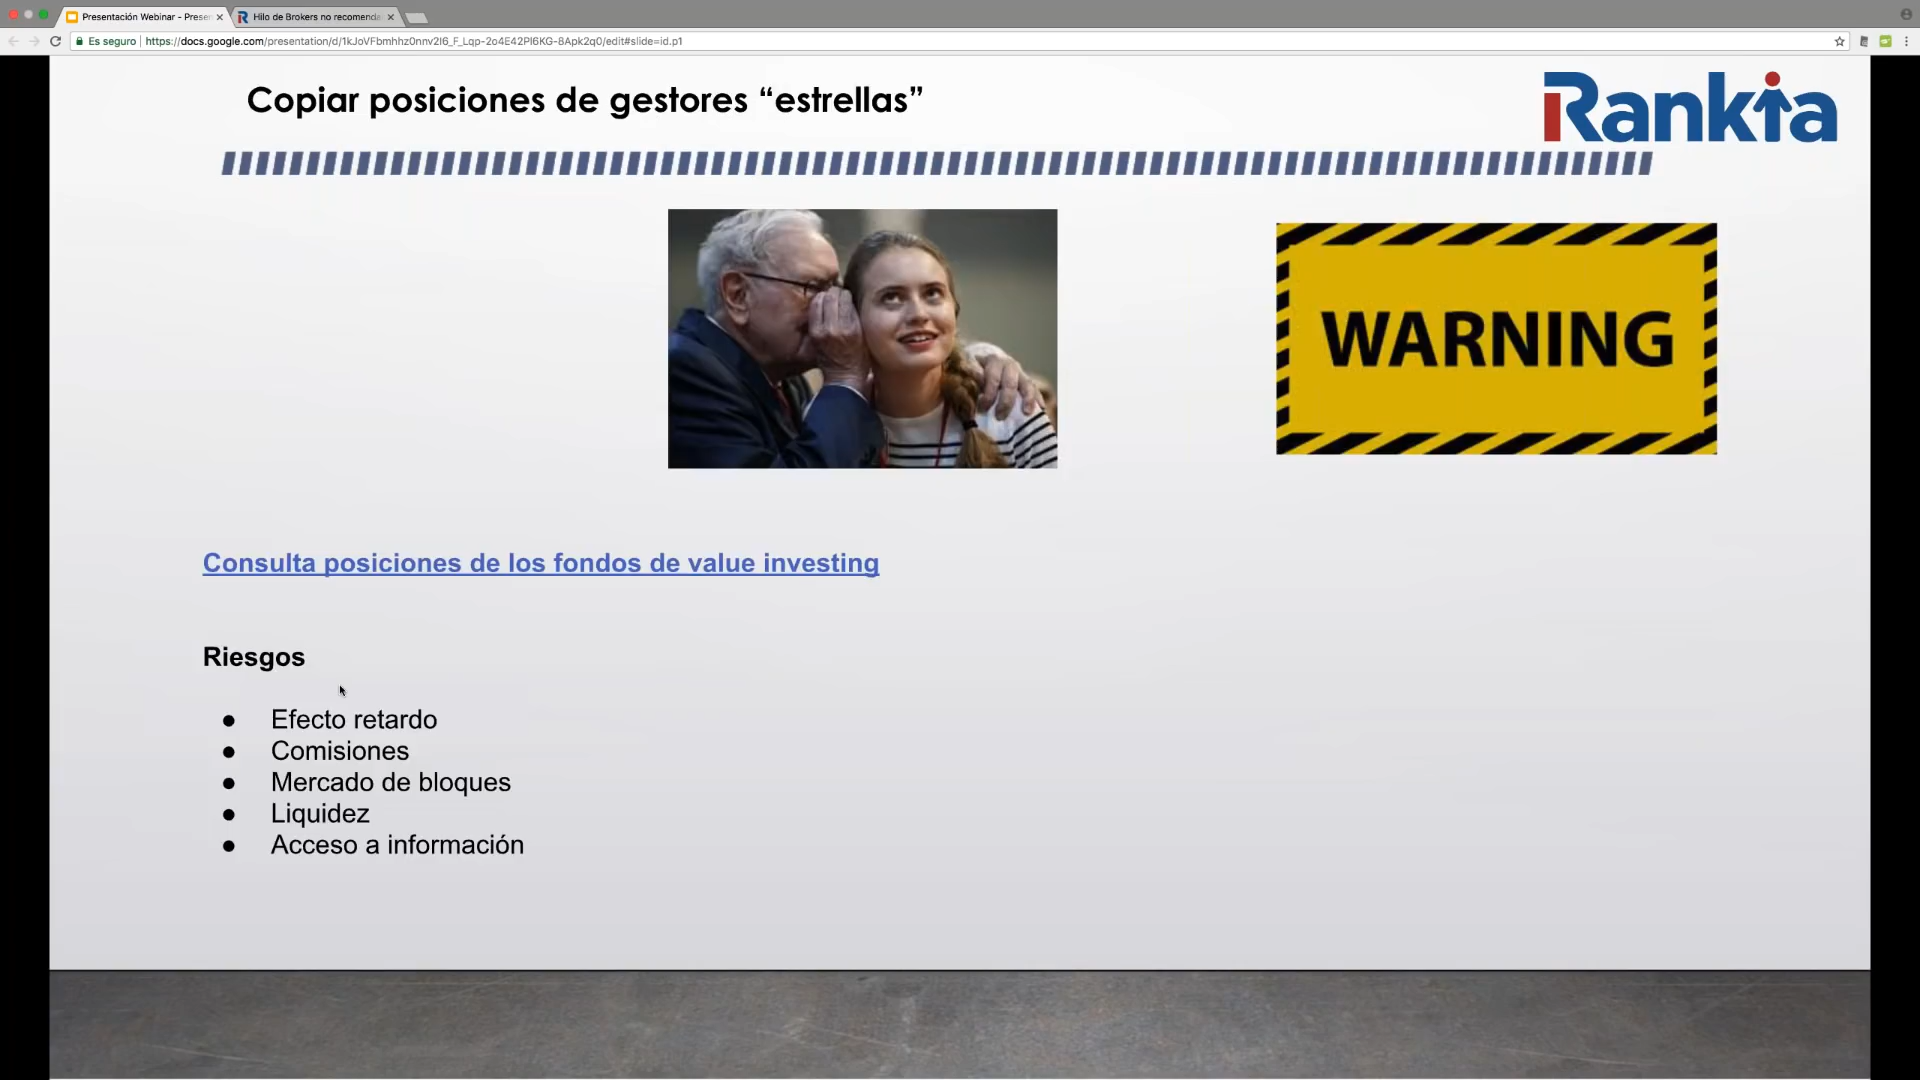 Presentación Webinar - Presen
Hilo de Brokers no recomenda
Es seguro
https://docs.google.com/presentation/d/1kJoVFbmhhz0nnv2I6_F_Lqp-2o4E42PI6KG-8Apk2q0/edit#slide=id.p1
Copiar posiciones de gestores “estrellas”
Rankia
WARNING
Consulta posiciones de los fondos de value investing
Riesgos
● Efecto retardo
● Comisiones
● Mercado de bloques
● Liquidez
● Acceso a información